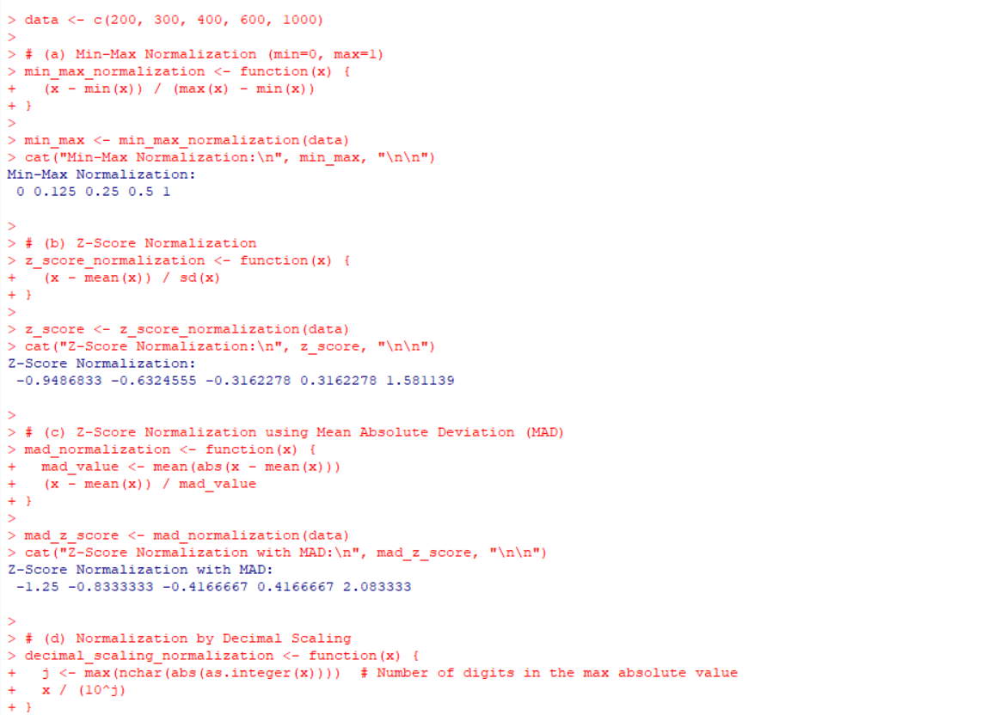 > data <- c(200, 300, 400, 600, 1000)
>
> # (a) Min-Max Normalization (min=0, max=1)
> min_max_normalization <- function(x) {
+   (x - min(x)) / (max(x) - min(x))
+ }
>
> min_max <- min_max_normalization(data)
> cat("Min-Max Normalization:\n", min_max, "\n\n")
Min-Max Normalization:
 0 0.125 0.25 0.5 1

>
> # (b) Z-Score Normalization
> z_score_normalization <- function(x) {
+   (x - mean(x)) / sd(x)
+ }
>
> z_score <- z_score_normalization(data)
> cat("Z-Score Normalization:\n", z_score, "\n\n")
Z-Score Normalization:
 -0.9486833 -0.6324555 -0.3162278 0.3162278 1.581139

>
> # (c) Z-Score Normalization using Mean Absolute Deviation (MAD)
> mad_normalization <- function(x) {
+   mad_value <- mean(abs(x - mean(x)))
+   (x - mean(x)) / mad_value
+ }
>
> mad_z_score <- mad_normalization(data)
> cat("Z-Score Normalization with MAD:\n", mad_z_score, "\n\n")
Z-Score Normalization with MAD:
 -1.25 -0.8333333 -0.4166667 0.4166667 2.083333

>
> # (d) Normalization by Decimal Scaling
> decimal_scaling_normalization <- function(x) {
+   j <- max(nchar(abs(as.integer(x))))  # Number of digits in the max absolute value
+   x / (10^j)
+ }